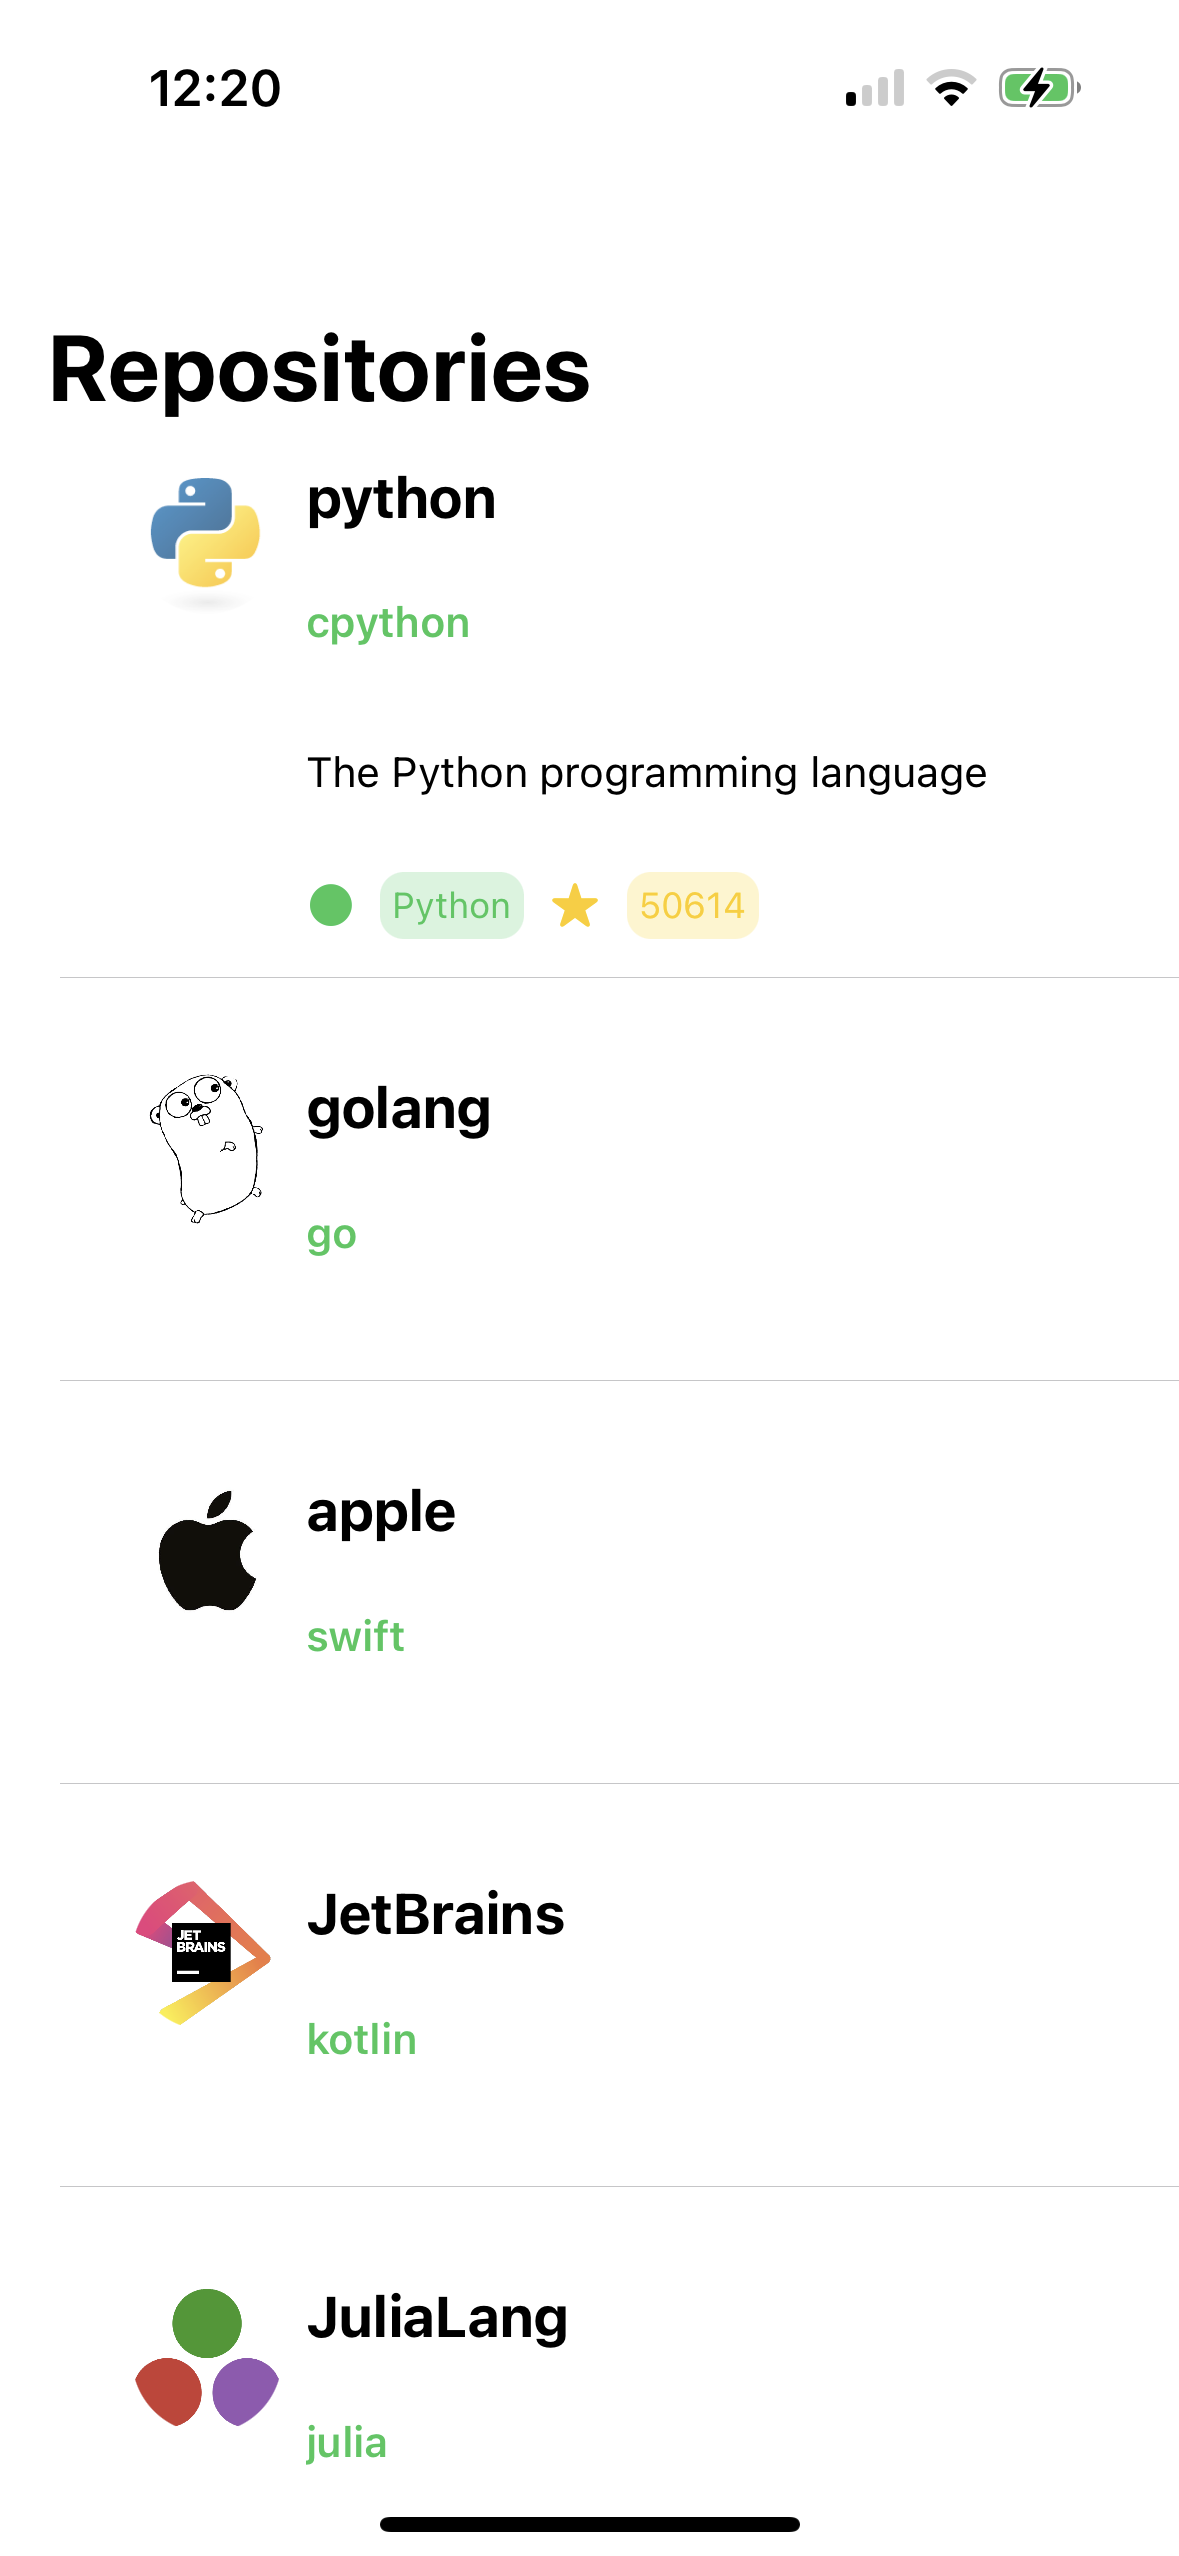 12:20
Repositories
python
cpython
The Python programming language
Python 50614
golang
go
apple
swift
JET
BRAINS
JetBrains
kotlin
JuliaLang
julia